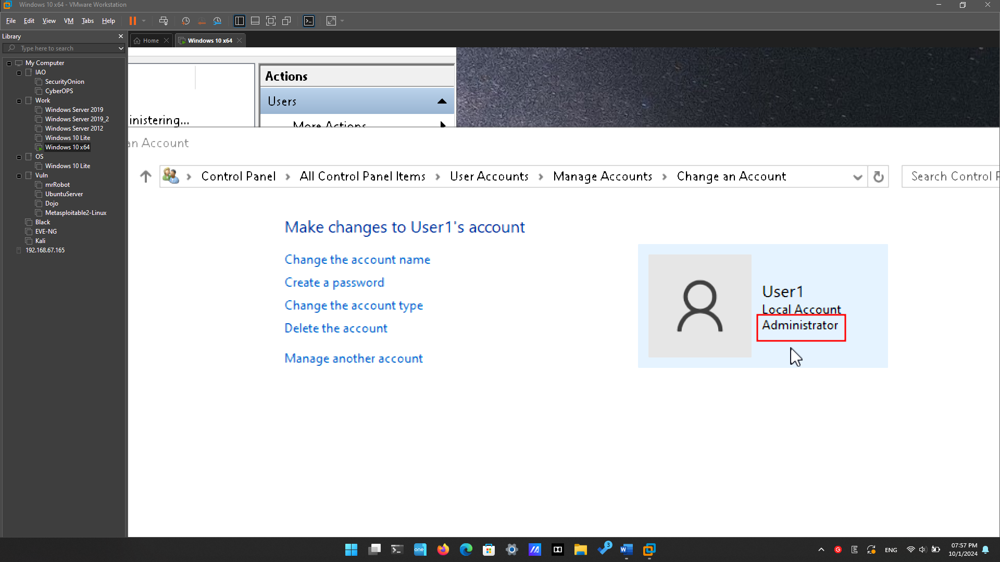 Windows 10 x64 - VMware Workstation
File Edit View VM Tabs Help
Library
Type here to search
My Computer
IAO
SecurityOnion
CyberOPS
Work
Windows Server 2019
Windows Server 2019_2
Windows Server 2012
Windows 10 Lite
Windows 10 x64
OS
Windows 10 Lite
Vuln
mrRobot
UbuntuServer
Dojo
Metasploitable2-Linux
Black
EVE-NG
Kali
192.168.67.165
Home
Windows 10 x64
Actions
Users
inistering...
More Actions
an Account
Control Panel
All Control Panel Items
User Accounts
Manage Accounts
Change an Account
Search Control P
Make changes to User1's account
Change the account name
Create a password
Change the account type
Delete the account
Manage another account
User1
Local Account
Administrator
one
3
ENG
07:57 PM
10/1/2024